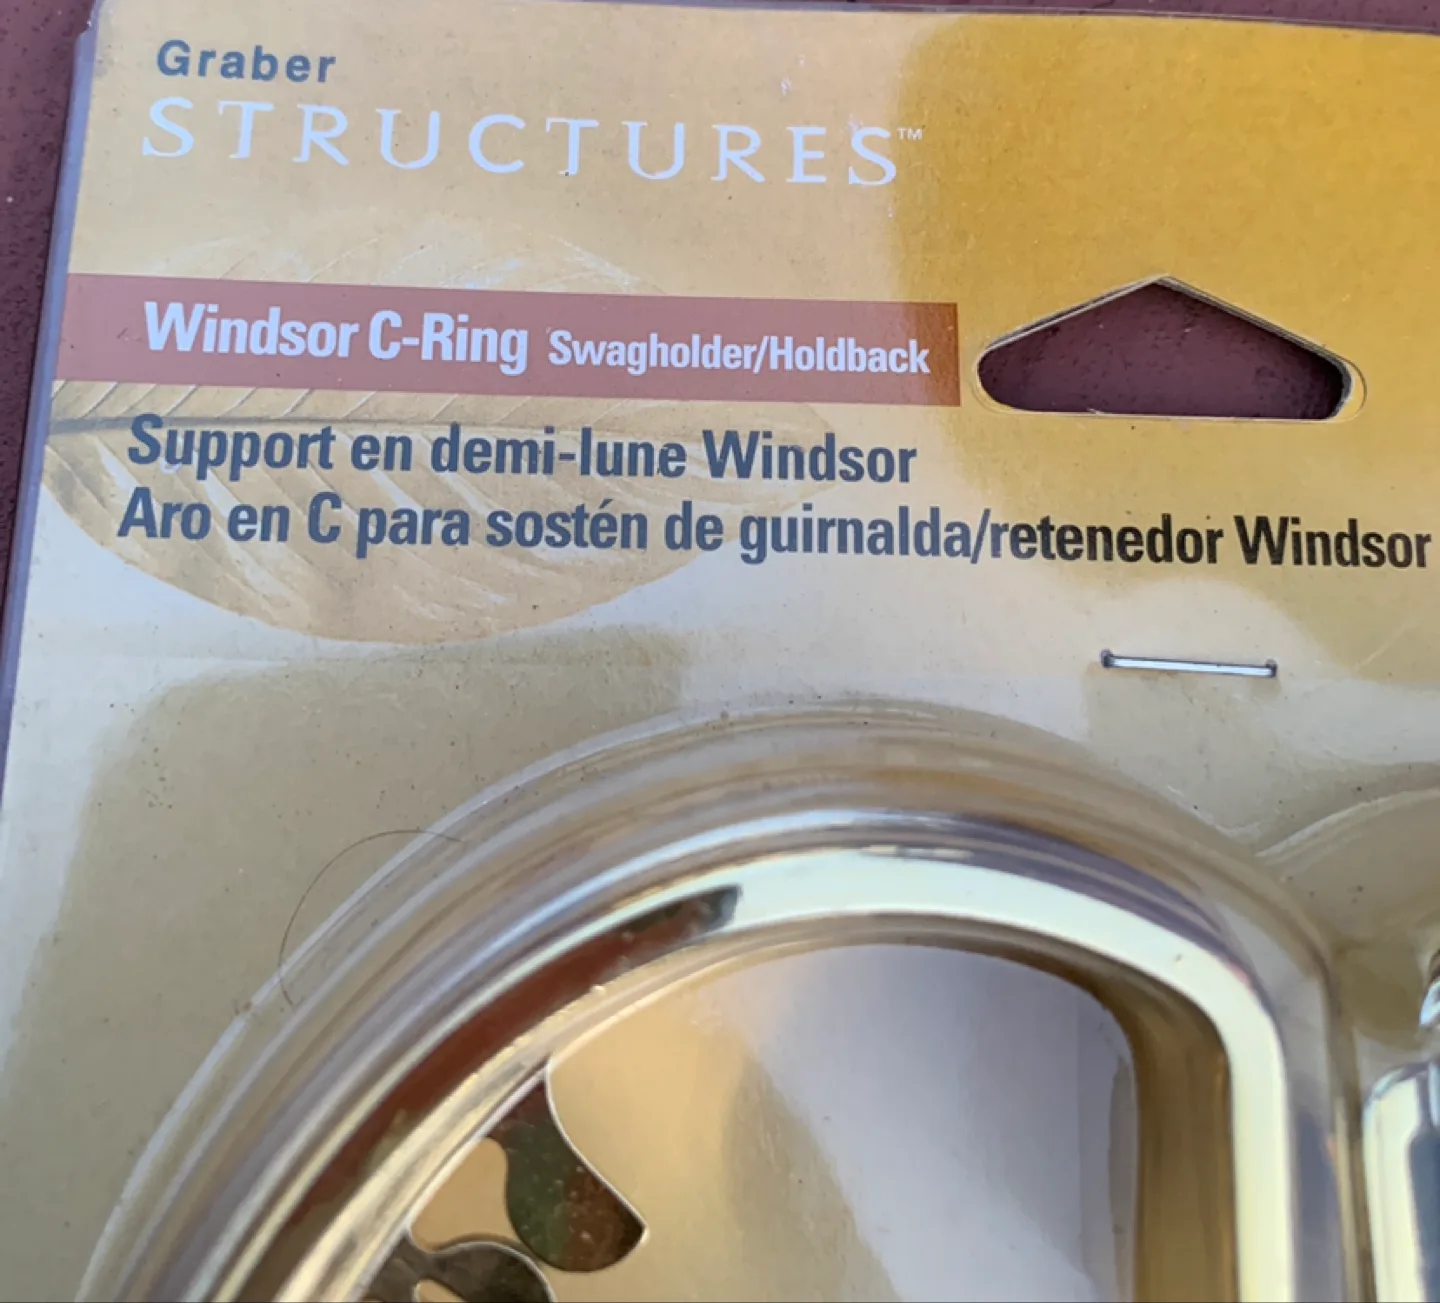 Graber
STRUCTURES™
Windsor C-Ring Swagholder/Holdback
Support en demi-lune Windsor
Aro en C para sostén de guirnalda/retenedor Windsor